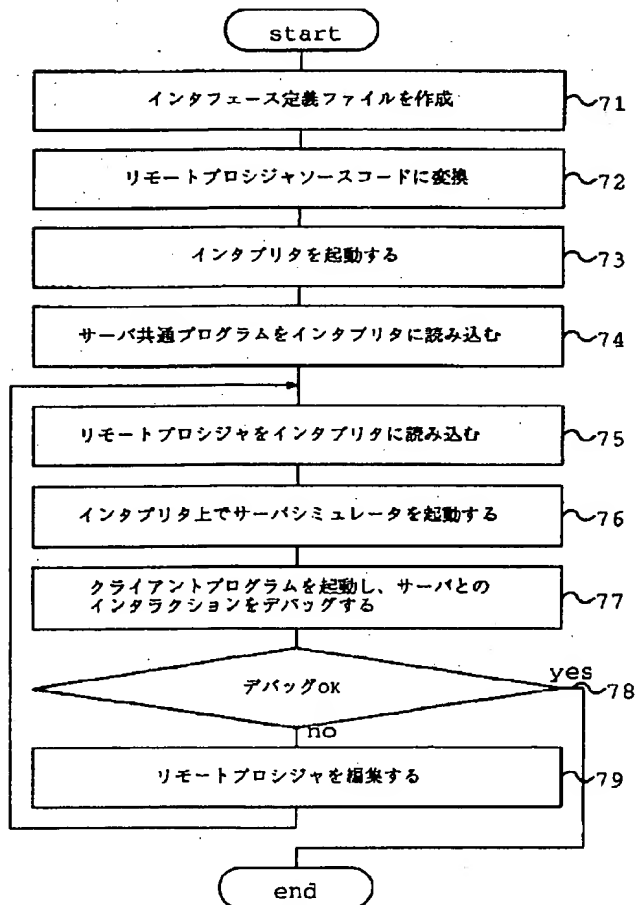 start
インタフェース定義ファイルを作成
71
リモートプロシジャソースコードに変換
72
インタプリタを起動する
73
サーバ共通プログラムをインタプリタに読み込む
74
リモートプロシジャをインタプリタに読み込む
75
インタプリタ上でサーバシミュレータを起動する
76
クライアントプログラムを起動し、サーバとの
インタラクションをデバッグする
77
デバッグOK
yes
78
no
リモートプロシジャを編集する
79
end